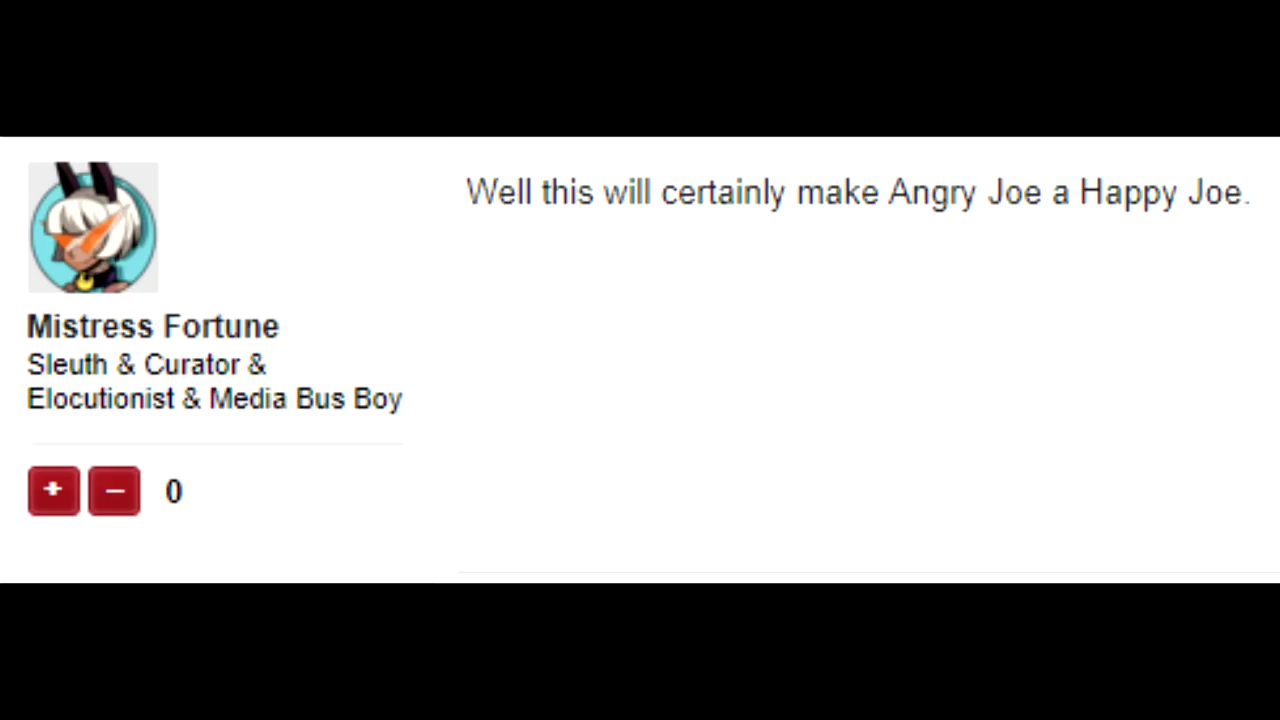 Well this will certainly make Angry Joe a Happy Joe.
Mistress Fortune
Sleuth & Curator &
Elocutionist & Media Bus Boy
+ − 0